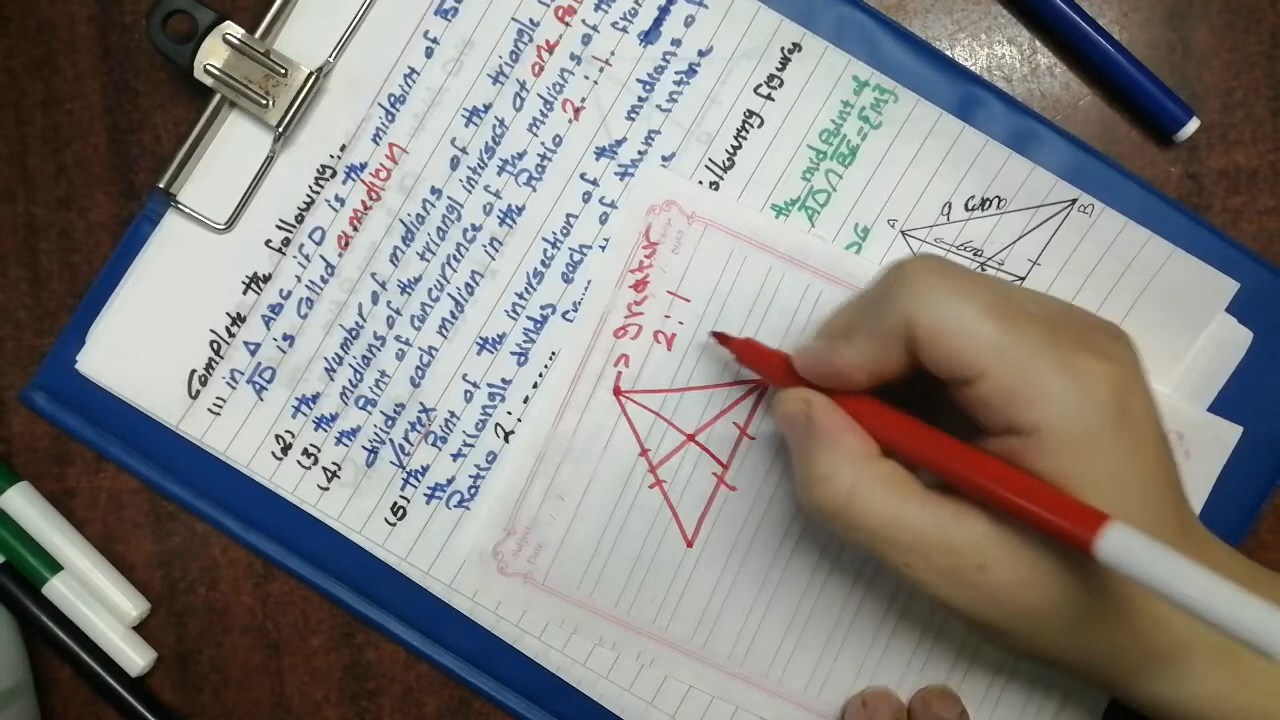 Complete the following:-
(1) in Δ ABC, if D is the midpoint of
AD is called a median
(2) the Number of medians of the triangle
(3) the medians of the triangl intersect at one
(4) the Point of concurrence of the medians of the
divides each median in the Ratio 2 : 1 from
Vertex
(5) the Point of the intersection of the medians of
the triangle divides each of them in the
Ratio 2 : ......
following figures
the midpoint of
AD ∩ BE = {M}
A
9 cm
B
-> greater
2 : 1